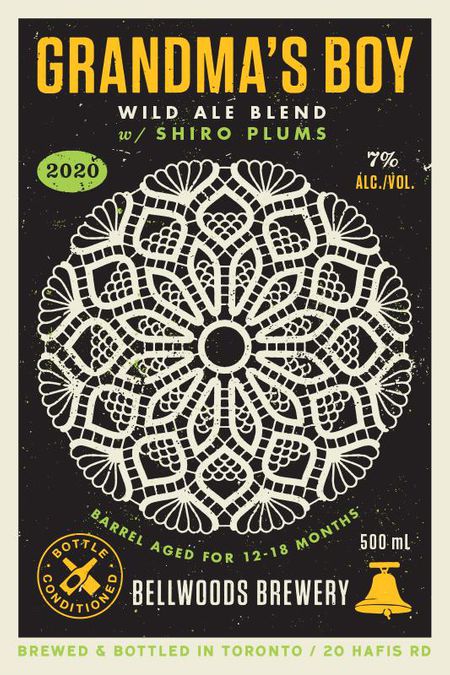 GRANDMA'S BOY
WILD ALE BLEND
w/ SHIRO PLUMS
2020
7%
ALC./VOL.
BARREL AGED FOR 12-18 MONTHS
BOTTLE
CONDITIONED
500 mL
BELLWOODS BREWERY
BREWED & BOTTLED IN TORONTO / 20 HAFIS RD